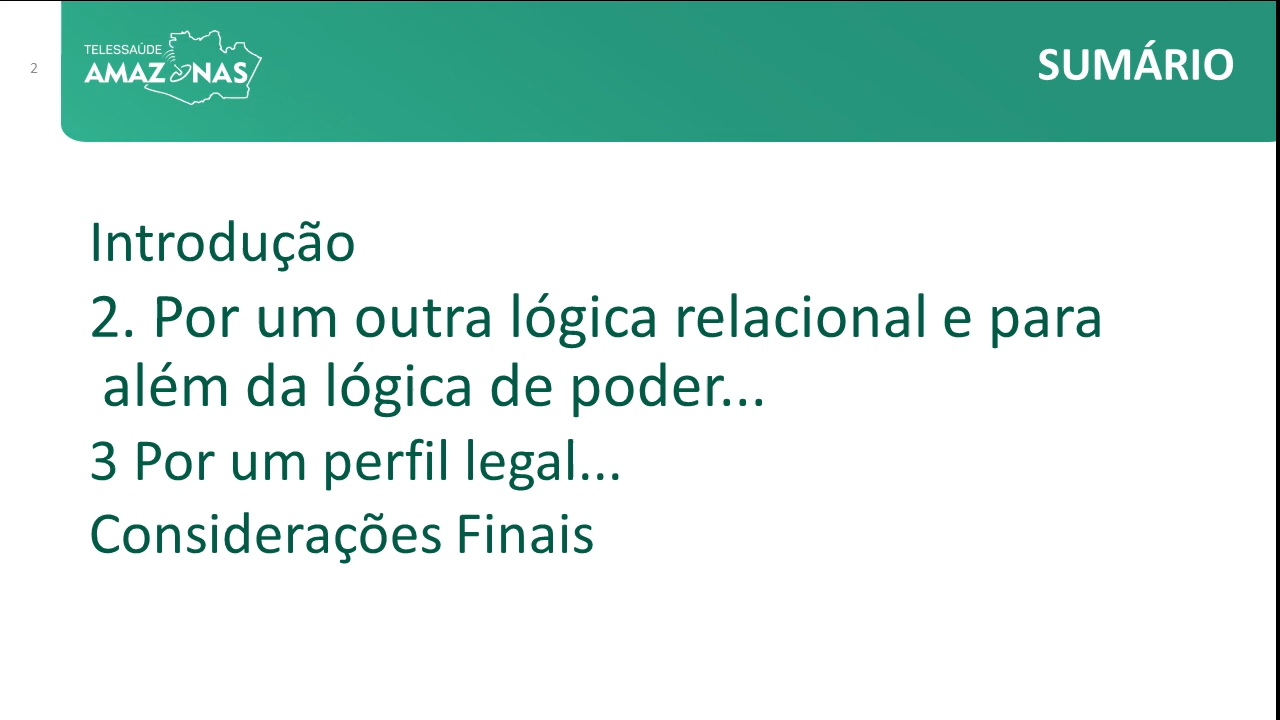 2
TELESSAÚDE
AMAZONAS
SUMÁRIO
Introdução
2. Por um outra lógica relacional e para
além da lógica de poder...
3 Por um perfil legal...
Considerações Finais